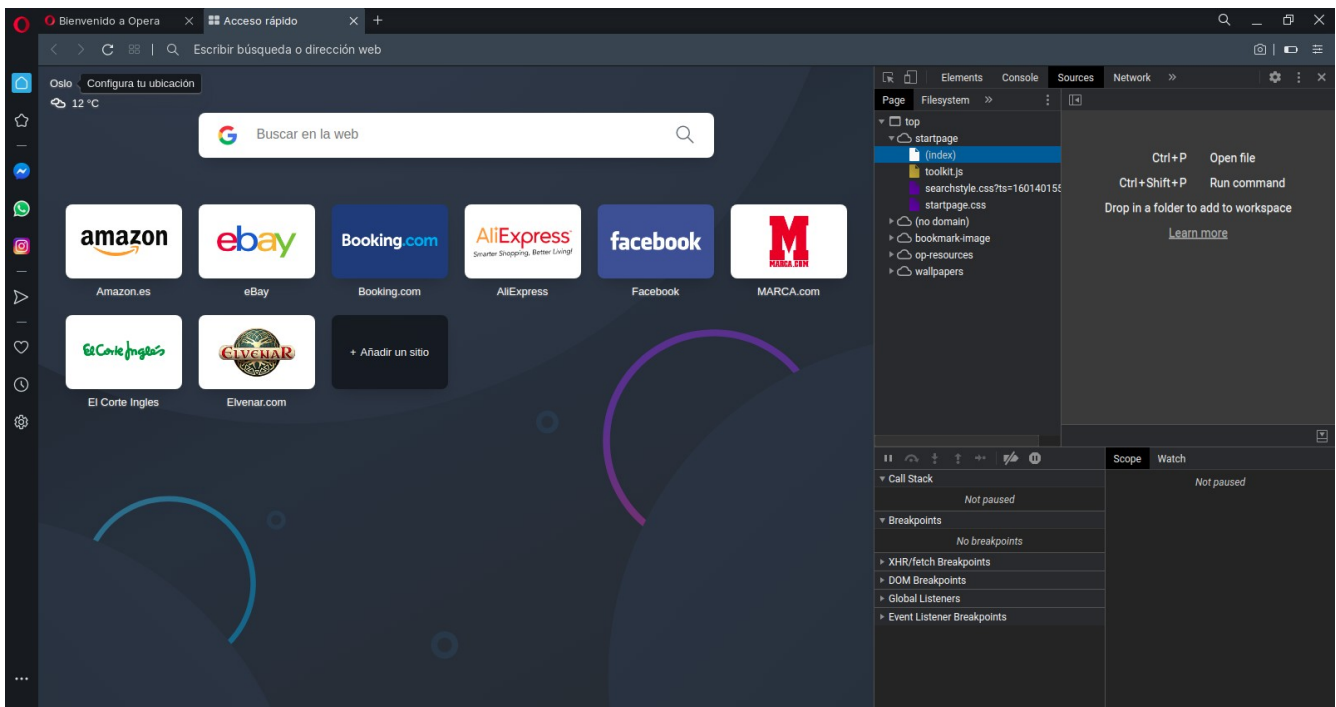 Bienvenido a Opera
Acceso rápido
Escribir búsqueda o dirección web
Oslo
Configura tu ubicación
12 °C
Buscar en la web
amazon
ebay
Booking.com
AliExpress
Smarter Shopping, Better Living!
facebook
M
MARCA.COM
Amazon.es
eBay
Booking.com
AliExpress
Facebook
MARCA.com
El Corte Inglés
ELVENAR
+ Añadir un sitio
El Corte Ingles
Elvenar.com
Elements Console Sources Network »
Page Filesystem »
top
startpage
(index)
toolkit.js
searchstyle.css?ts=160140155
startpage.css
(no domain)
bookmark-image
op-resources
wallpapers
Ctrl+P Open file
Ctrl+Shift+P Run command
Drop in a folder to add to workspace
Learn more
Call Stack
Not paused
Breakpoints
No breakpoints
XHR/fetch Breakpoints
DOM Breakpoints
Global Listeners
Event Listener Breakpoints
Scope Watch
Not paused